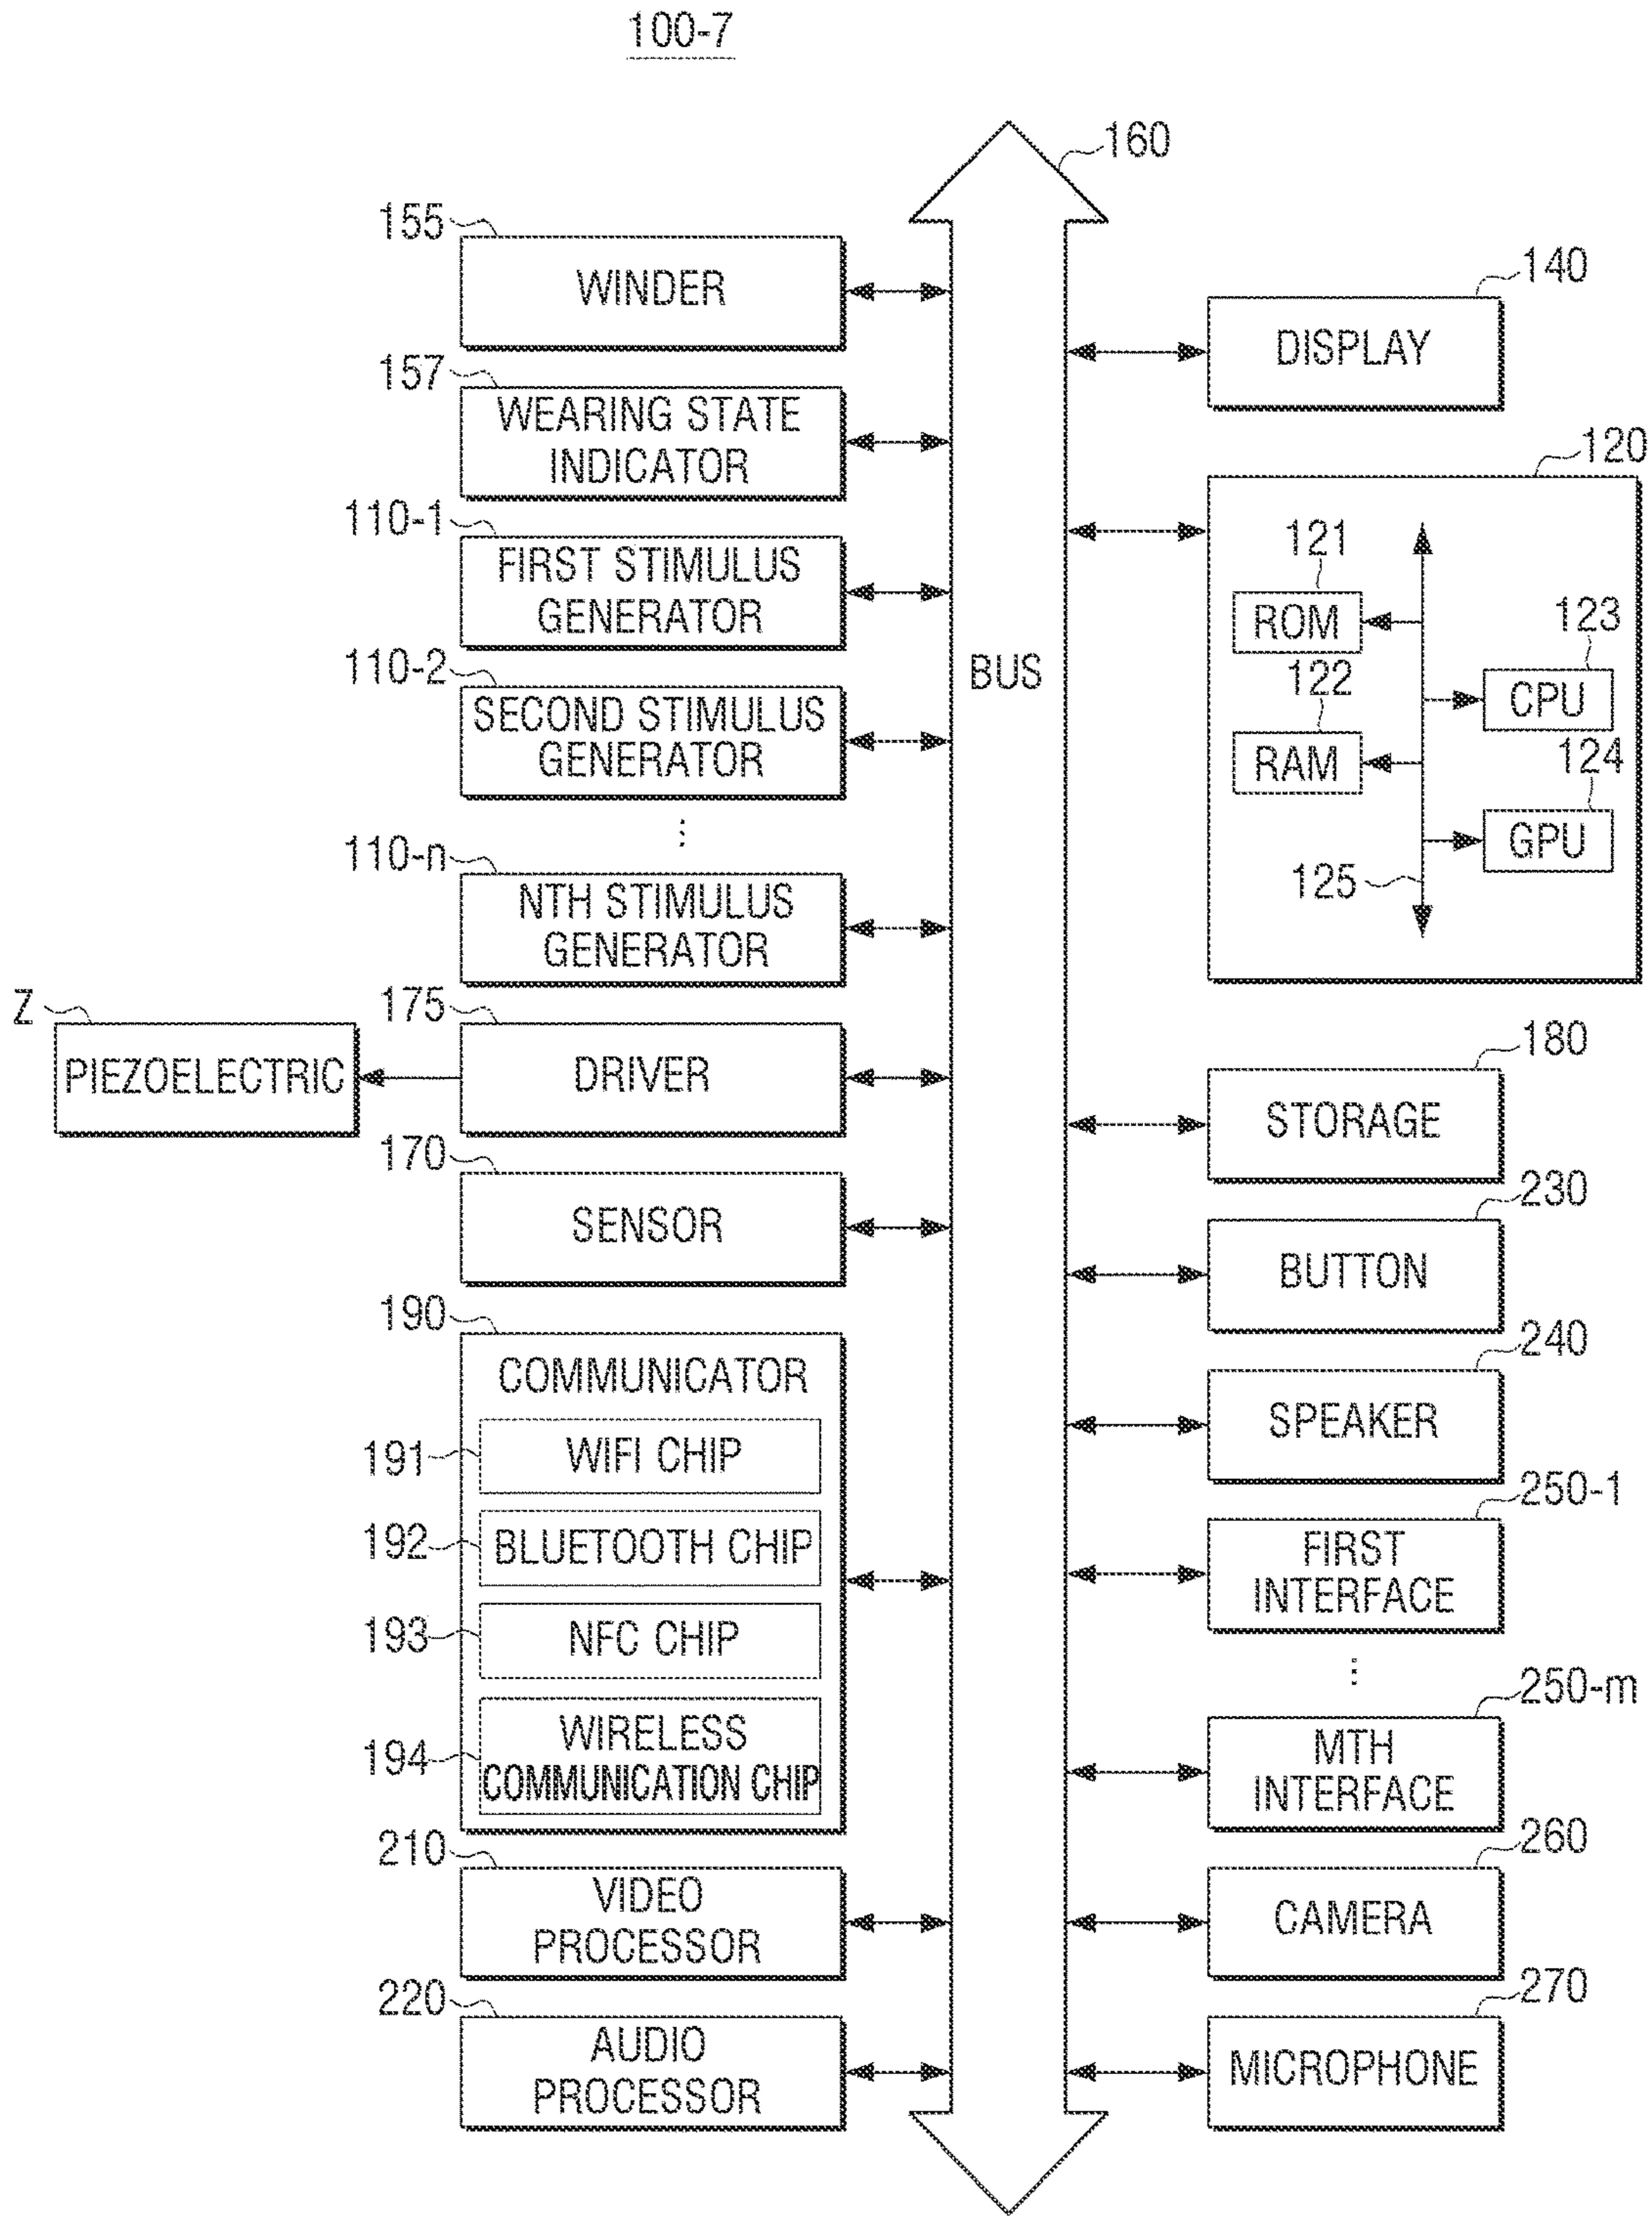 100-7
160
155
WINDER
157
WEARING STATE
INDICATOR
110-1
FIRST STIMULUS
GENERATOR
110-2
SECOND STIMULUS
GENERATOR
⋮
110-n
NTH STIMULUS
GENERATOR
Z
PIEZOELECTRIC
175
DRIVER
170
SENSOR
190
COMMUNICATOR
191
WIFI CHIP
192
BLUETOOTH CHIP
193
NFC CHIP
194
WIRELESS
COMMUNICATION CHIP
210
VIDEO
PROCESSOR
220
AUDIO
PROCESSOR
BUS
140
DISPLAY
120
121
ROM
122
RAM
123
CPU
124
GPU
125
180
STORAGE
230
BUTTON
240
SPEAKER
250-1
FIRST
INTERFACE
⋮
250-m
MTH
INTERFACE
260
CAMERA
270
MICROPHONE